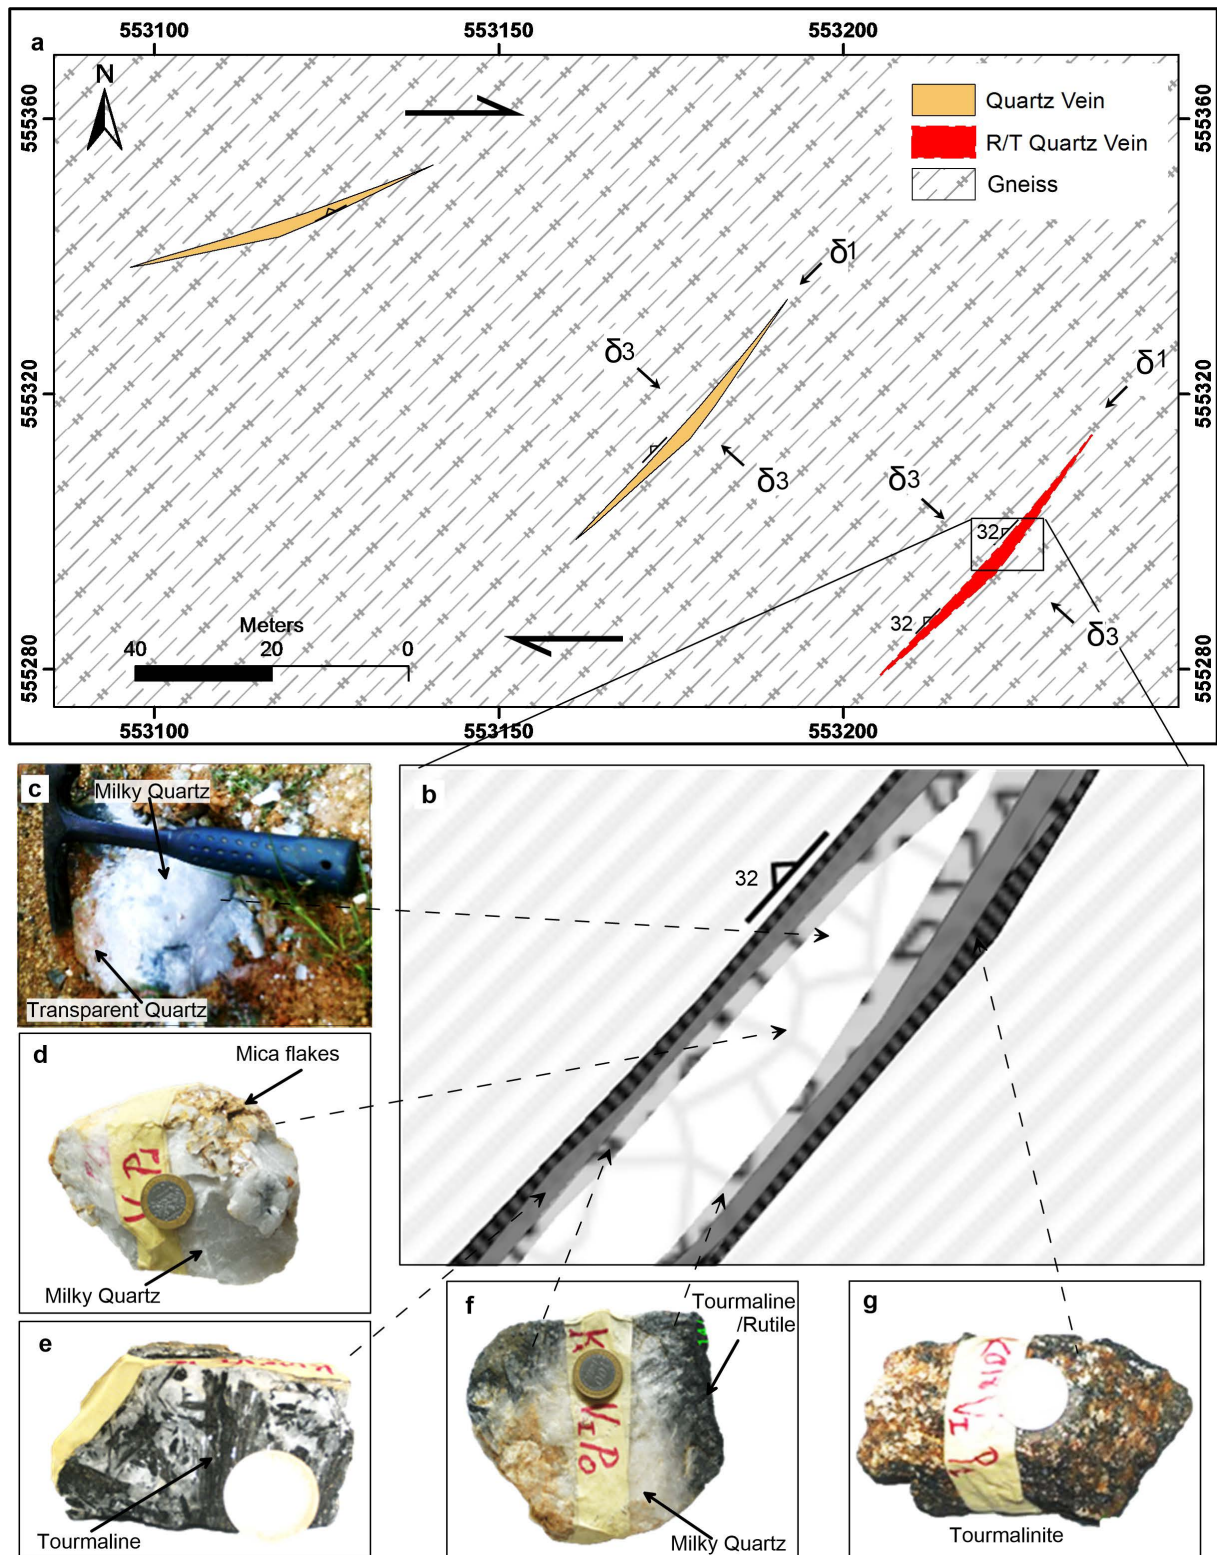 553100 553150 553200
a
N
Quartz Vein
R/T Quartz Vein
Gneiss
555360
555360
δ1
δ3
δ1
555320
555320
δ3
δ3
32
32
δ3
Meters
40 20 0
555280
555280
553100 553150 553200
c
Milky Quartz
Transparent Quartz
b
32
d
Mica flakes
Milky Quartz
e
Tourmaline
f
Tourmaline
/Rutile
Milky Quartz
g
Tourmalinite